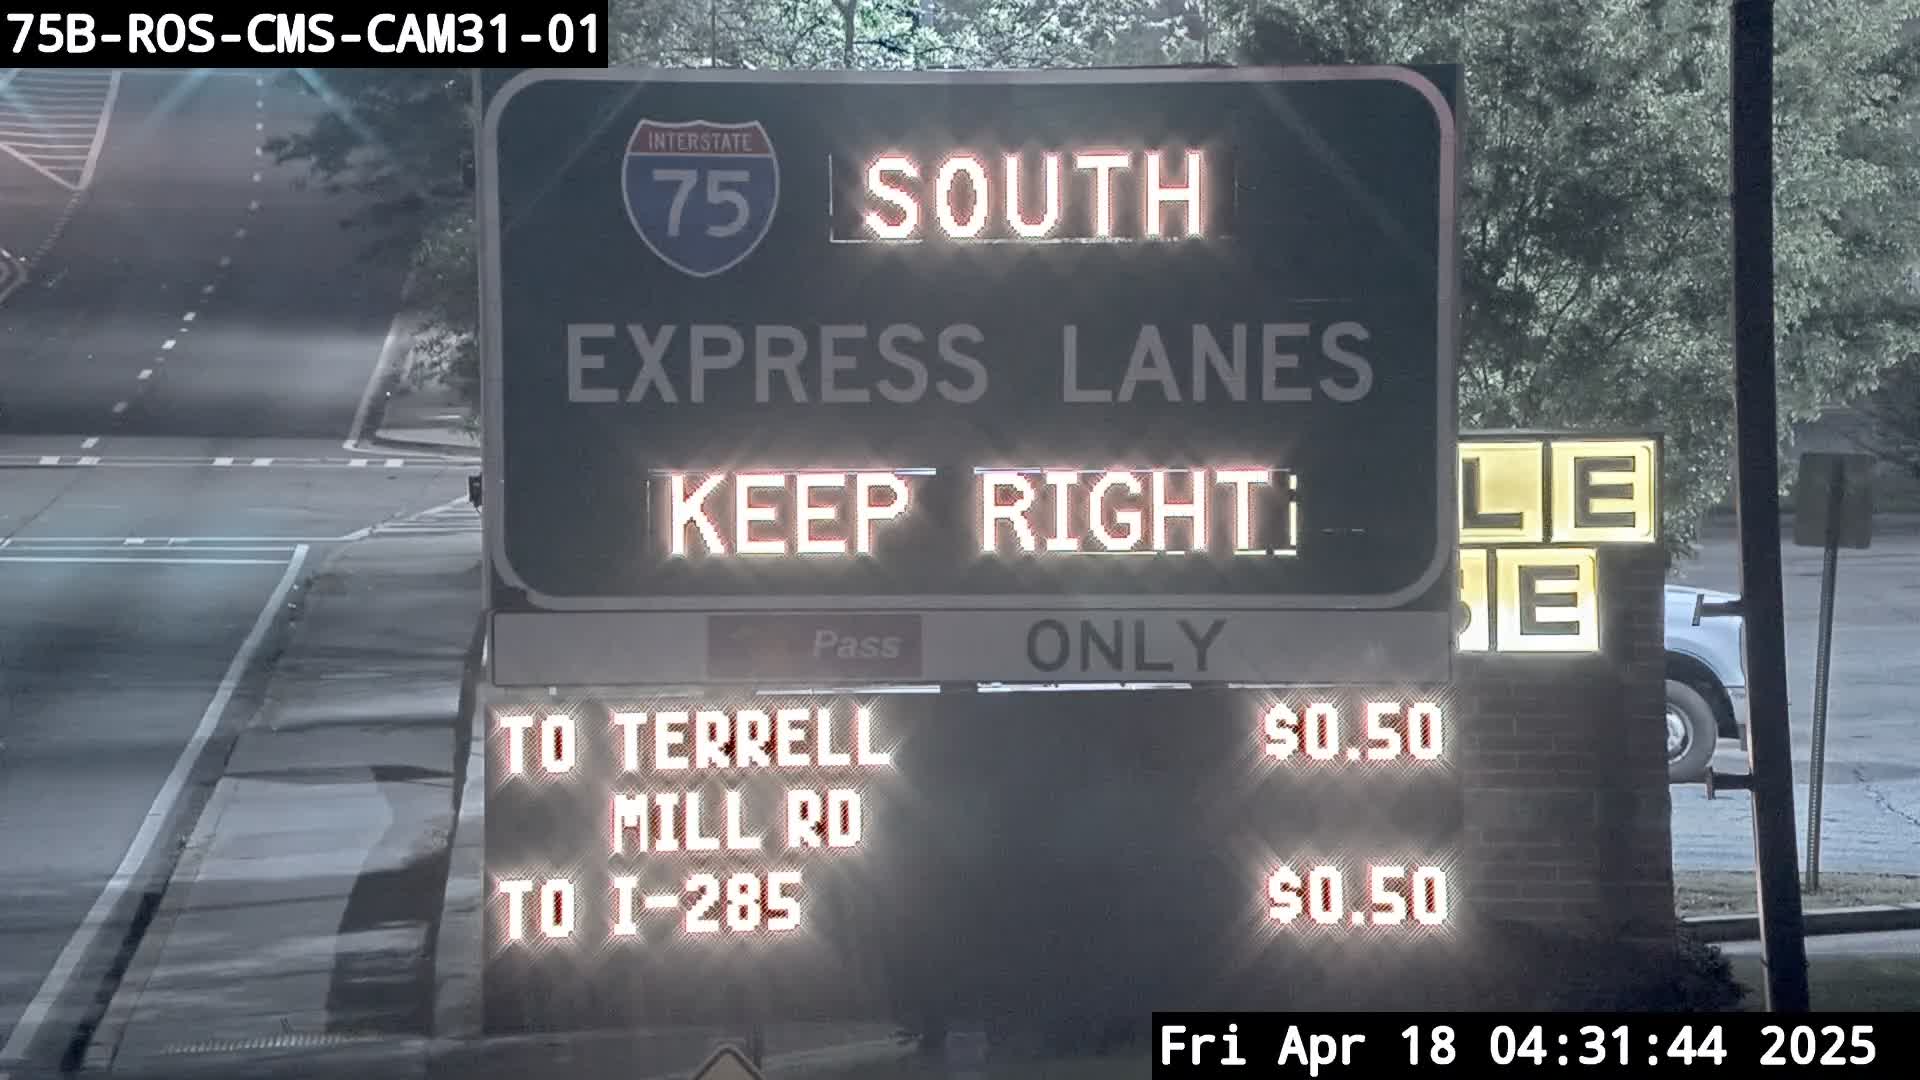 75B-ROS-CMS-CAM31-01
INTERSTATE
75
SOUTH
EXPRESS LANES
KEEP RIGHT
LE
E
Pass ONLY
TO TERRELL $0.50
MILL RD
TO I-285 $0.50
Fri Apr 18 04:31:44 2025